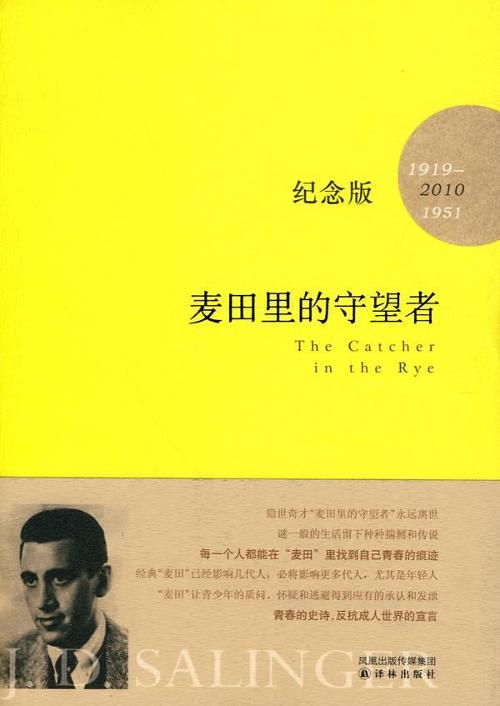 1919–
2010
1951
纪念版
麦田里的守望者
The Catcher
in the Rye
隐世奇才“麦田里的守望者”永远离世
谜一般的生活留下种种揣测和传说
每一个人都能在“麦田”里找到自己青春的痕迹
经典“麦田”已经影响几代人，必将影响更多代人，尤其是年轻人
“麦田”让青少年的质问、怀疑和逃避得到应有的承认和发泄
青春的史诗，反抗成人世界的宣言
J. D. SALINGER
凤凰出版传媒集团
译林出版社